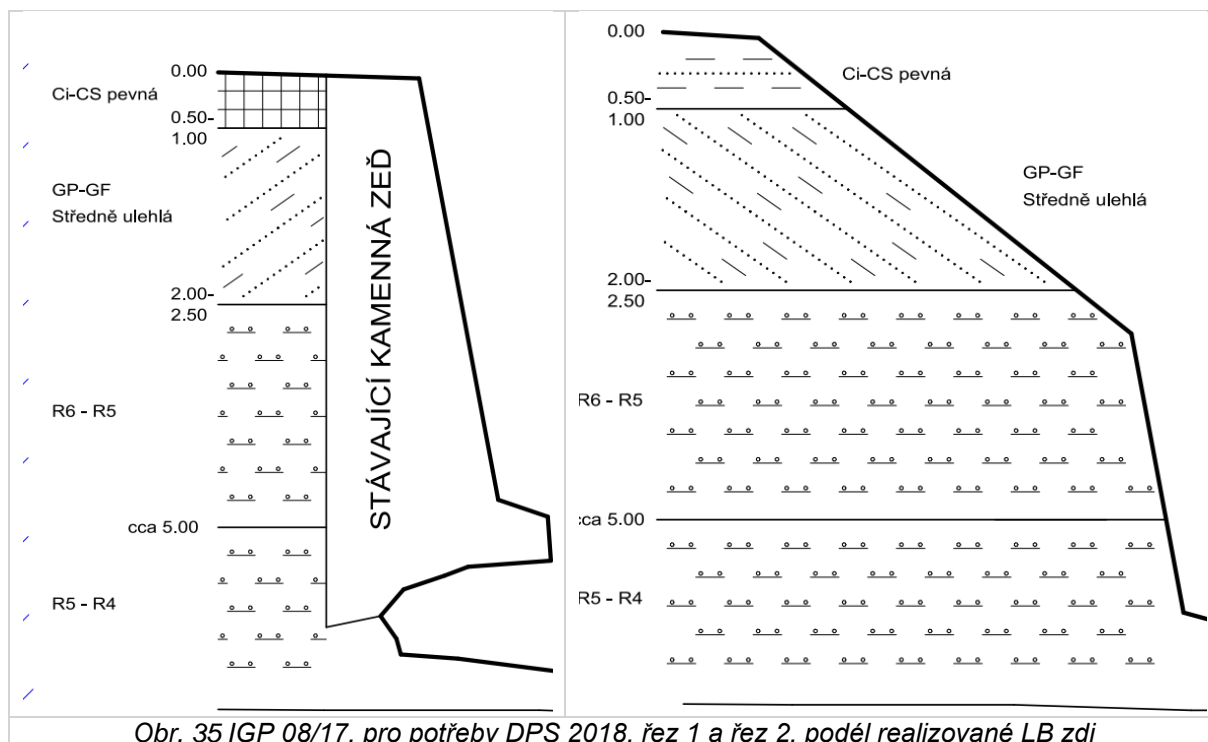 0.00
Ci-CS pevná
0.50-
1.00
GP-GF
Středně ulehlá
2.00-
2.50
R6 - R5
cca 5.00
R5 - R4
STÁVAJÍCÍ KAMENNÁ ZEĎ
0.00
Ci-CS pevná
0.50-
1.00
GP-GF
Středně ulehlá
2.00-
2.50
R6 - R5
cca 5.00
R5 - R4
Obr. 35 IGP 08/17, pro potřeby DPS 2018, řez 1 a řez 2, podél realizované LB zdi